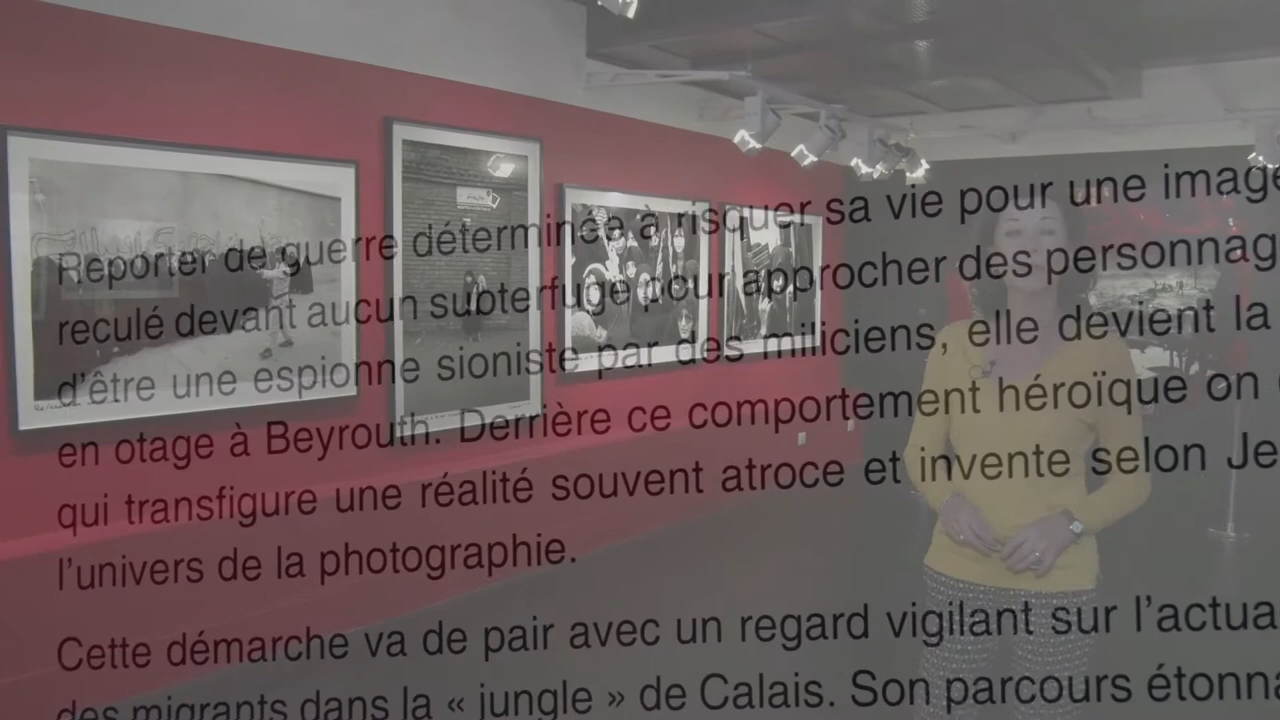 Reporter de guerre déterminée à risquer sa vie pour une image
reculé devant aucun subterfuge pour approcher des personnag
d'être une espionne sioniste par des miliciens, elle devient la
en otage à Beyrouth. Derrière ce comportement héroïque on
qui transfigure une réalité souvent atroce et invente selon Je
l'univers de la photographie.
Cette démarche va de pair avec un regard vigilant sur l'actua
des migrants dans la « jungle » de Calais. Son parcours étonna